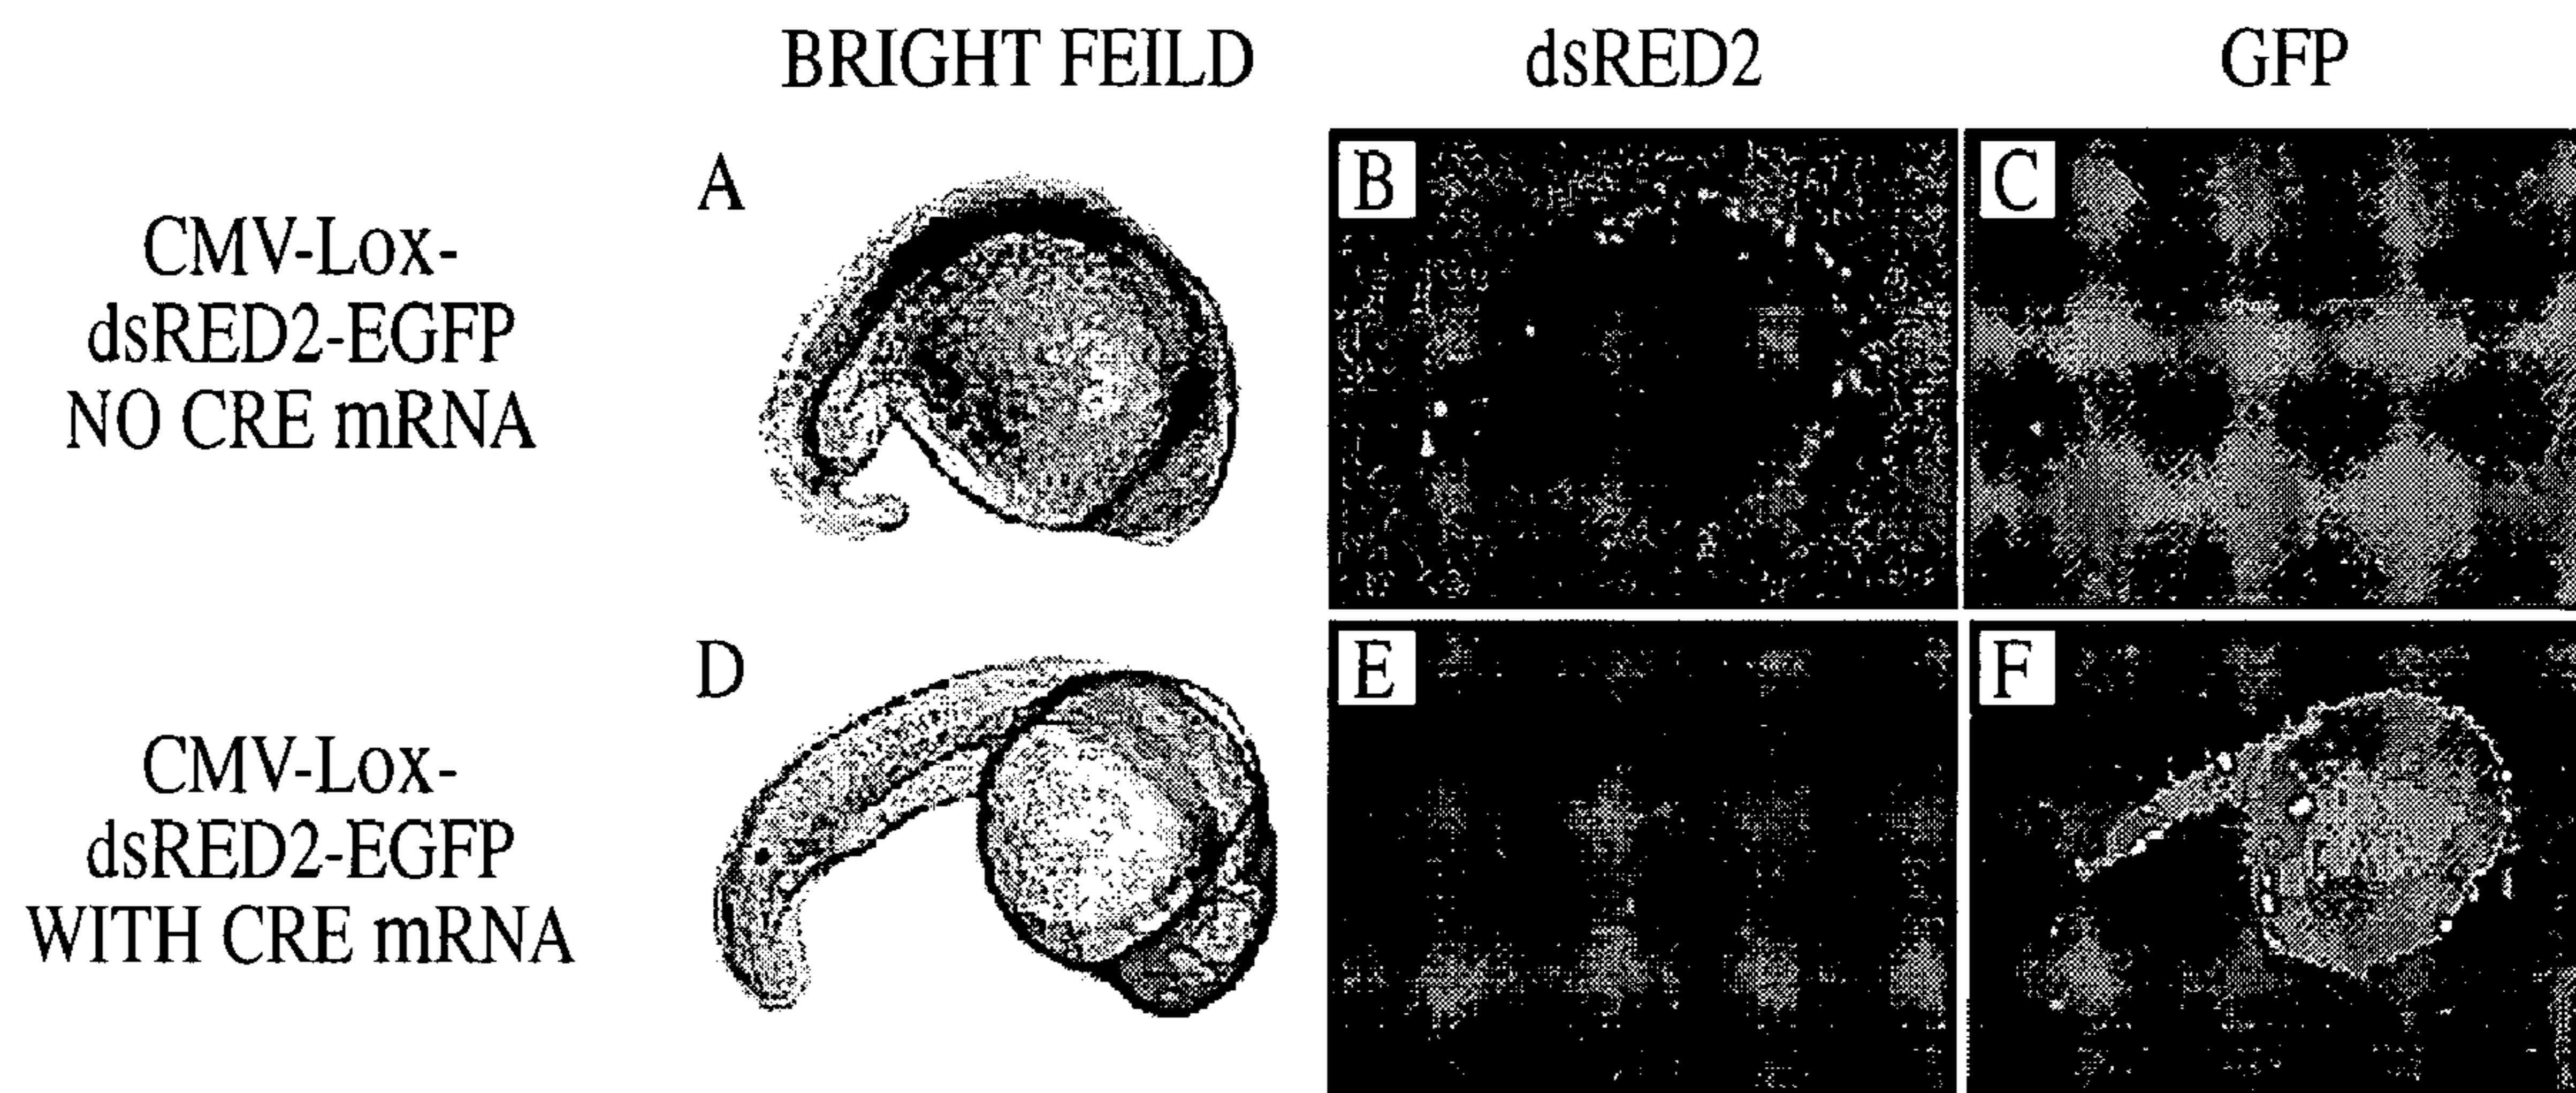 BRIGHT FEILD
dsRED2
GFP
A
B
C
CMV-Lox-
dsRED2-EGFP
NO CRE mRNA
D
E
F
CMV-Lox-
dsRED2-EGFP
WITH CRE mRNA